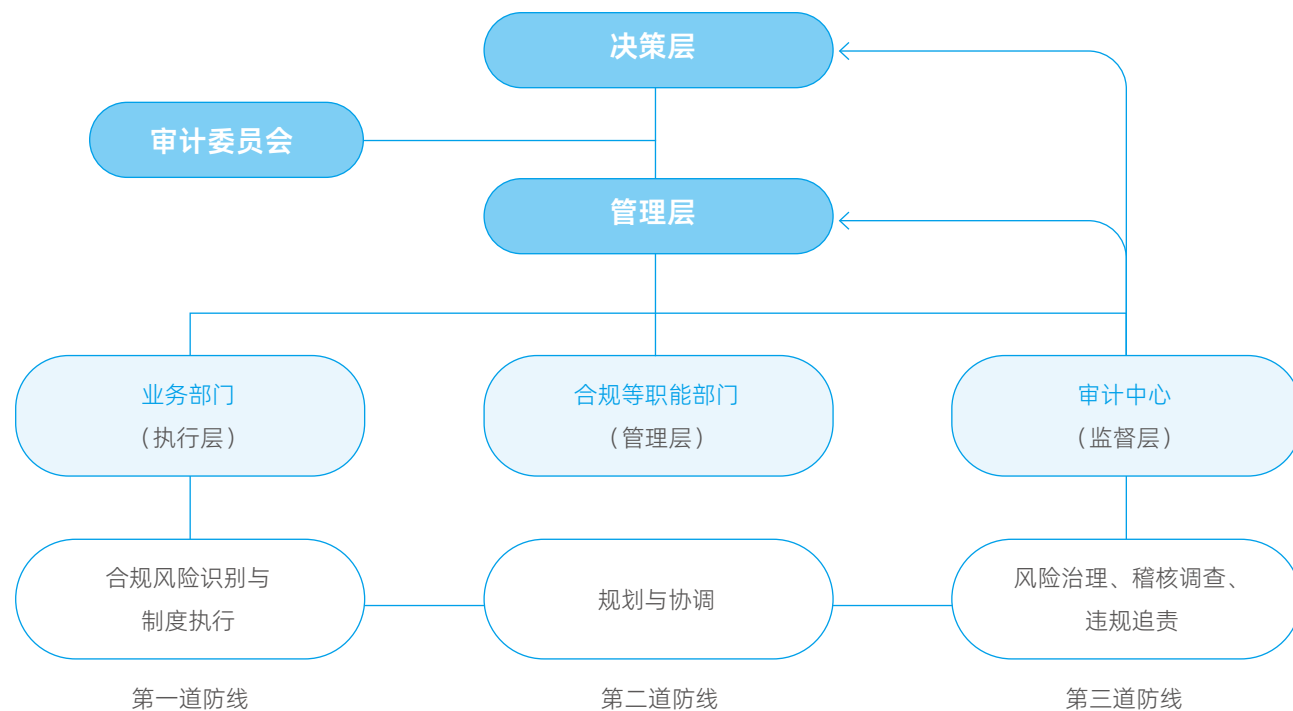 决策层
审计委员会
管理层
业务部门
（执行层）
合规等职能部门
（管理层）
审计中心
（监督层）
合规风险识别与
制度执行
规划与协调
风险治理、稽核调查、
违规追责
第一道防线
第二道防线
第三道防线